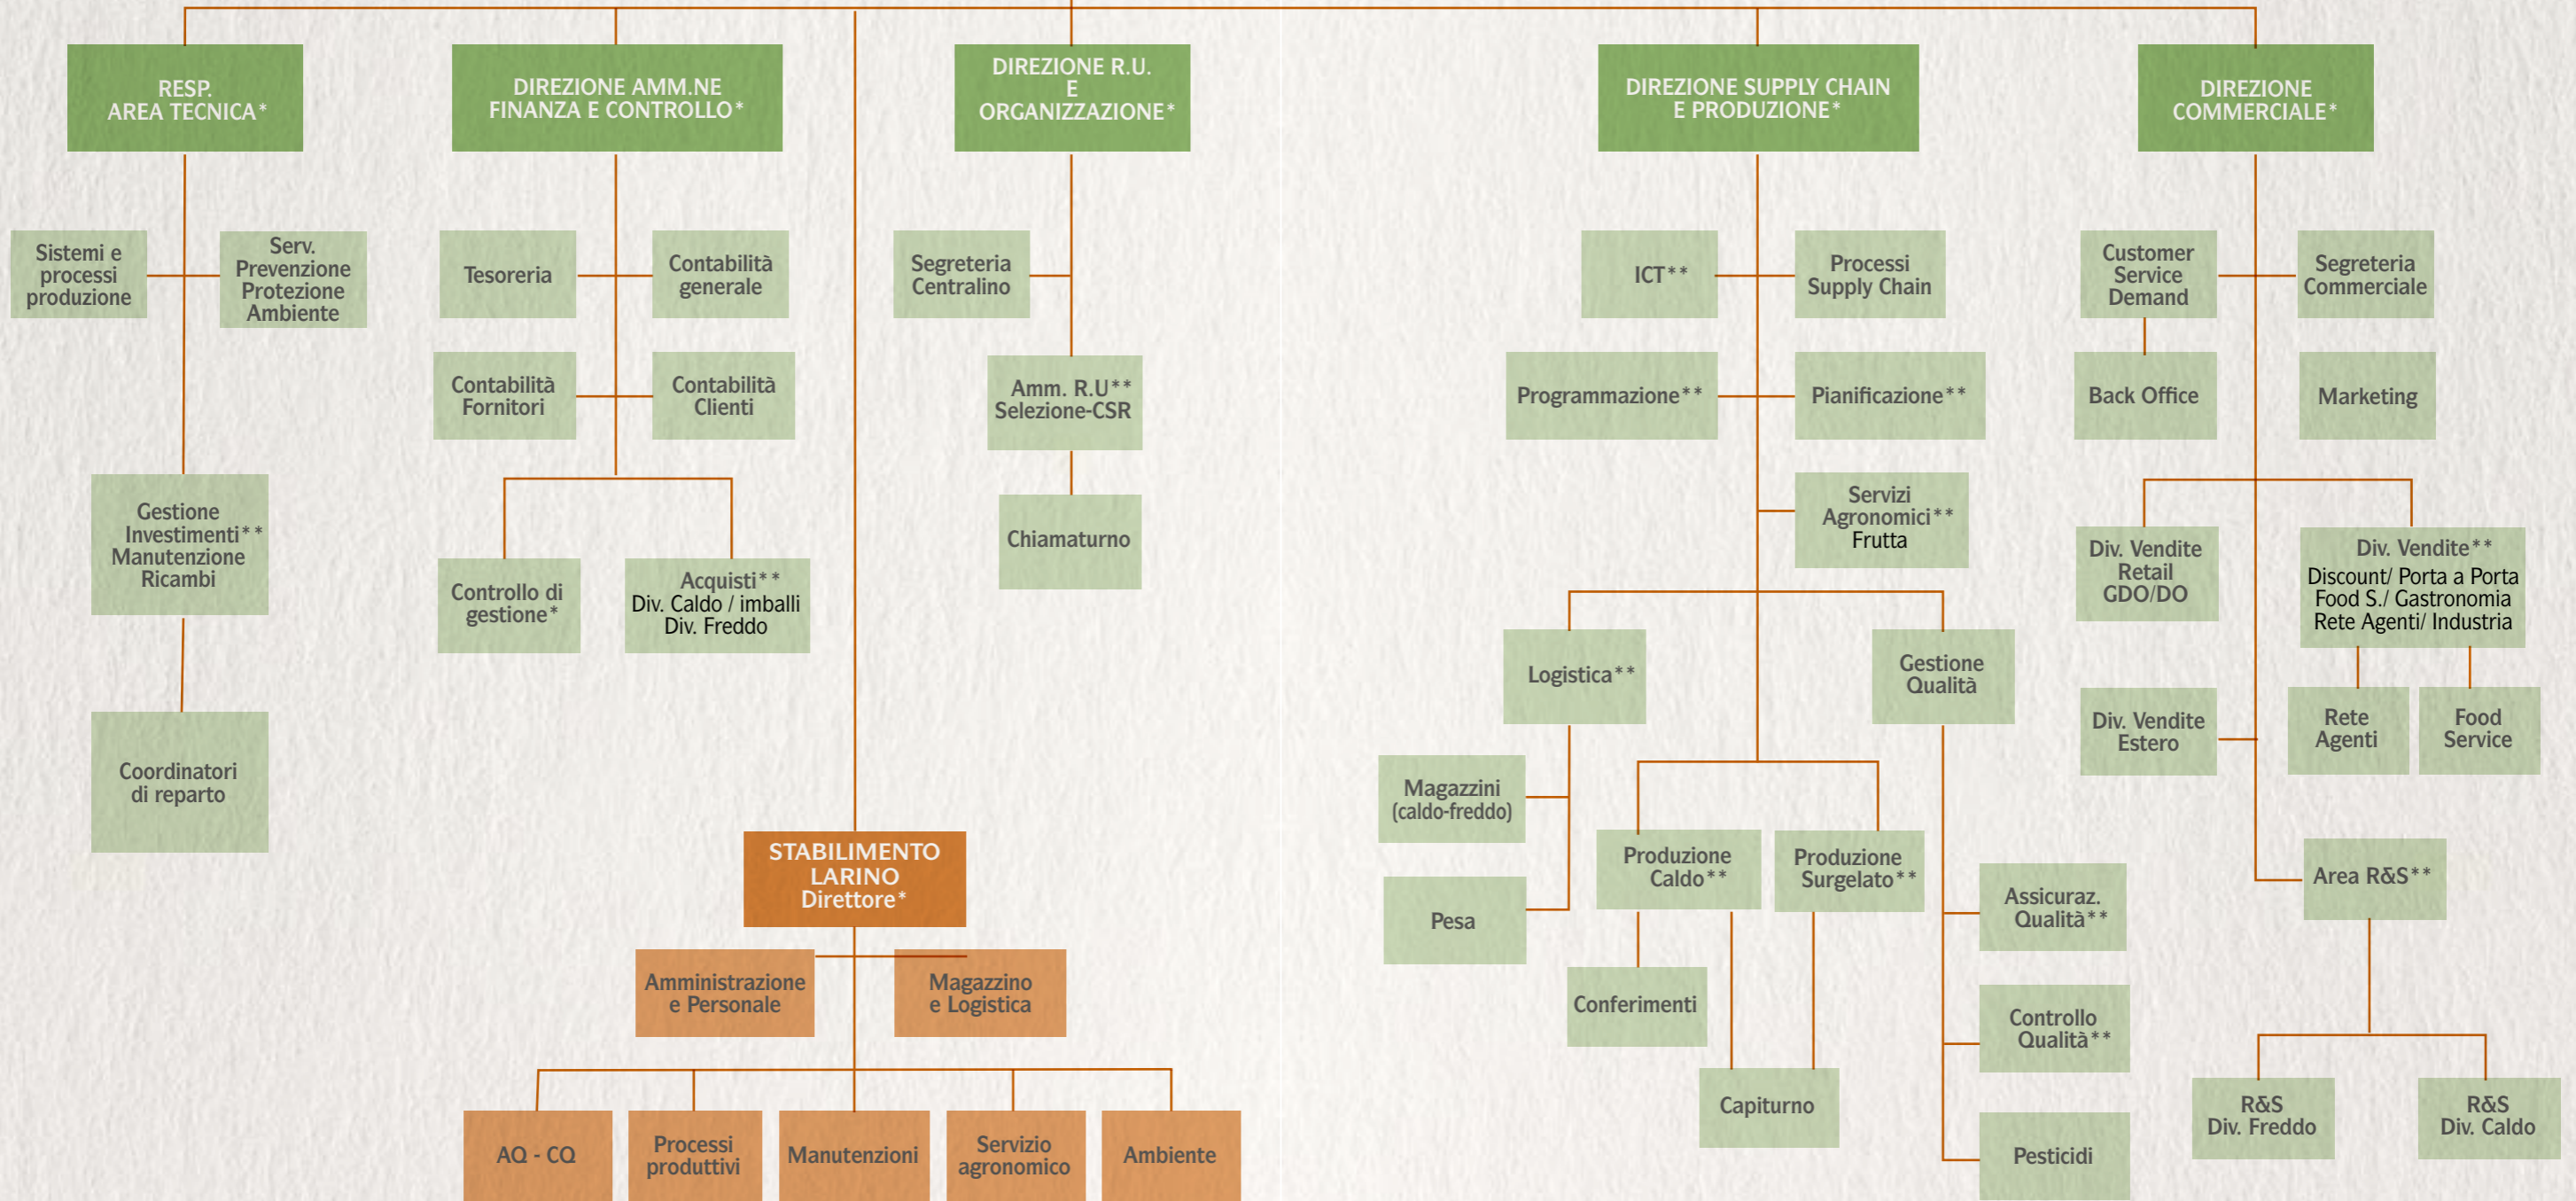 RESP.
AREA TECNICA*
DIREZIONE AMM.NE
FINANZA E CONTROLLO*
DIREZIONE R.U.
E
ORGANIZZAZIONE*
DIREZIONE SUPPLY CHAIN
E PRODUZIONE*
DIREZIONE
COMMERCIALE*
Sistemi e
processi
produzione
Serv.
Prevenzione
Protezione
Ambiente
Tesoreria
Contabilità
generale
Segreteria
Centralino
ICT**
Processi
Supply Chain
Customer
Service
Demand
Segreteria
Commerciale
Contabilità
Fornitori
Contabilità
Clienti
Amm. R.U**
Selezione-CSR
Programmazione**
Pianificazione**
Back Office
Marketing
Gestione
Investimenti**
Manutenzione
Ricambi
Chiamaturno
Servizi
Agronomici**
Frutta
Controllo di
gestione*
Acquisti**
Div. Caldo / imballi
Div. Freddo
Div. Vendite
Retail
GDO/DO
Div. Vendite**
Discount/ Porta a Porta
Food S./ Gastronomia
Rete Agenti/ Industria
Logistica**
Gestione
Qualità
Div. Vendite
Estero
Rete
Agenti
Food
Service
Coordinatori
di reparto
Magazzini
(caldo-freddo)
STABILIMENTO
LARINO
Direttore*
Produzione
Caldo**
Produzione
Surgelato**
Area R&S**
Pesa
Assicuraz.
Qualità**
Amministrazione
e Personale
Magazzino
e Logistica
Conferimenti
Controllo
Qualità**
Capiturno
R&S
Div. Freddo
R&S
Div. Caldo
AQ - CQ
Processi
produttivi
Manutenzioni
Servizio
agronomico
Ambiente
Pesticidi